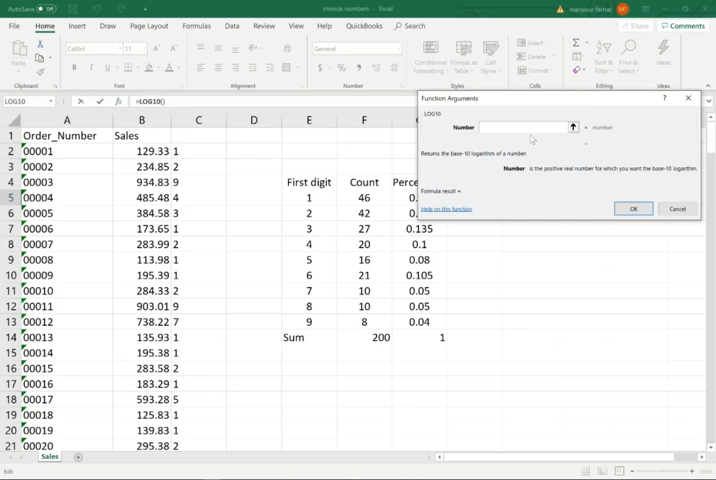 AutoSave Off
invoice numbers - Excel
mansour farhat MF
File Home Insert Draw Page Layout Formulas Data Review View Help QuickBooks Search
Share Comments
Paste
Calibri 11 A^ A˅
B I U
General
$ % 9
Conditional Formatting Format as Table Cell Styles
Insert
Delete
Format
Sort & Filter Find & Select
Ideas
Clipboard Font Alignment Number Styles Cells Editing Ideas
LOG10 =LOG10()
A B C D E F
1 Order_Number Sales
2 00001 129.33 1
3 00002 234.85 2
4 00003 934.83 9 First digit Count Perce
5 00004 485.48 4 1 46 0.
6 00005 384.58 3 2 42
7 00006 173.65 1 3 27 0.135
8 00007 283.99 2 4 20 0.1
9 00008 113.98 1 5 16 0.08
10 00009 195.39 1 6 21 0.105
11 00010 284.33 2 7 10 0.05
12 00011 903.01 9 8 10 0.05
13 00012 738.22 7 9 8 0.04
14 00013 135.93 1 Sum 200 1
15 00014 195.38 1
16 00015 283.58 2
17 00016 183.29 1
18 00017 593.28 5
19 00018 125.83 1
20 00019 139.83 1
21 00020 295.38 2
Function Arguments ? ×
LOG10
Number = number
=
Returns the base-10 logarithm of a number.
Number is the positive real number for which you want the base-10 logarithm.
Formula result =
Help on this function
OK Cancel
Sales
Edit